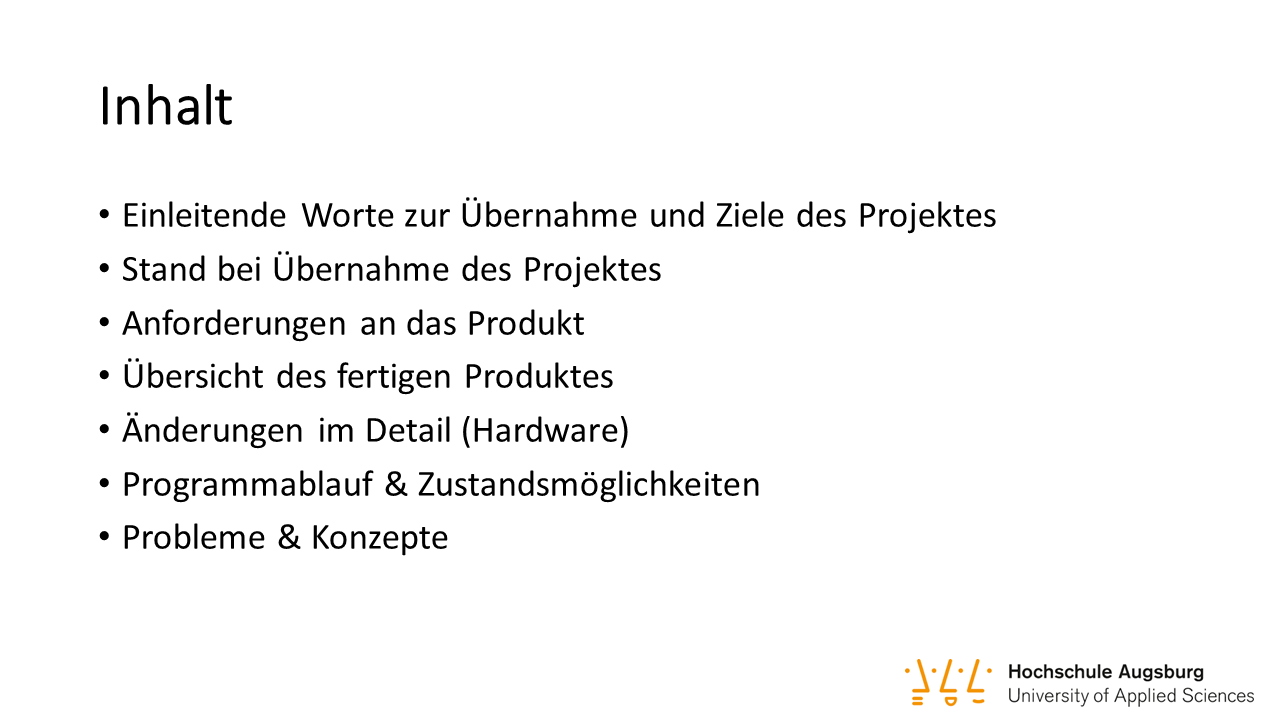 Inhalt
• Einleitende Worte zur Übernahme und Ziele des Projektes
• Stand bei Übernahme des Projektes
• Anforderungen an das Produkt
• Übersicht des fertigen Produktes
• Änderungen im Detail (Hardware)
• Programmablauf & Zustandsmöglichkeiten
• Probleme & Konzepte
Hochschule Augsburg
University of Applied Sciences